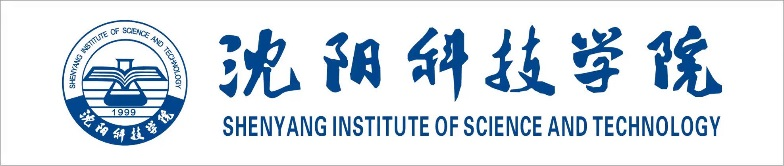 SHENYANG INSTITUTE OF SCIENCE AND TECHNOLOGY
1999
沈阳科技学院
沈阳科技学院
SHENYANG INSTITUTE OF SCIENCE AND TECHNOLOGY